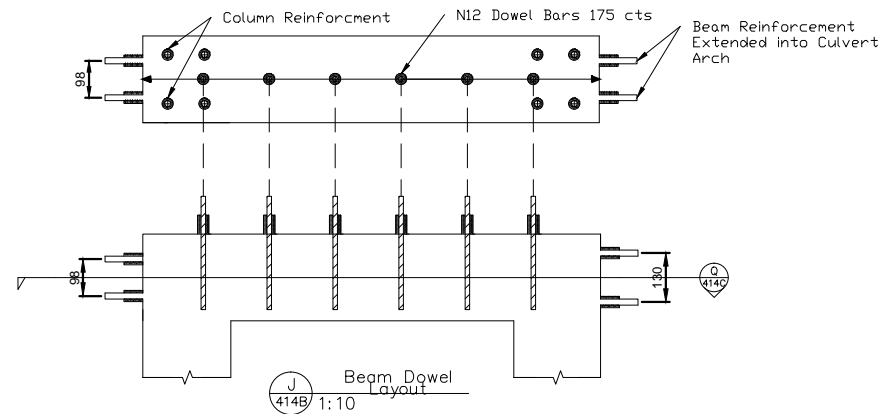 Column Reinforcment
N12 Dowel Bars 175 cts
Beam Reinforcement
Extended into Culvert
Arch
98
98
130
Q
414C
J
414B
Beam Dowel
Layout
1:10